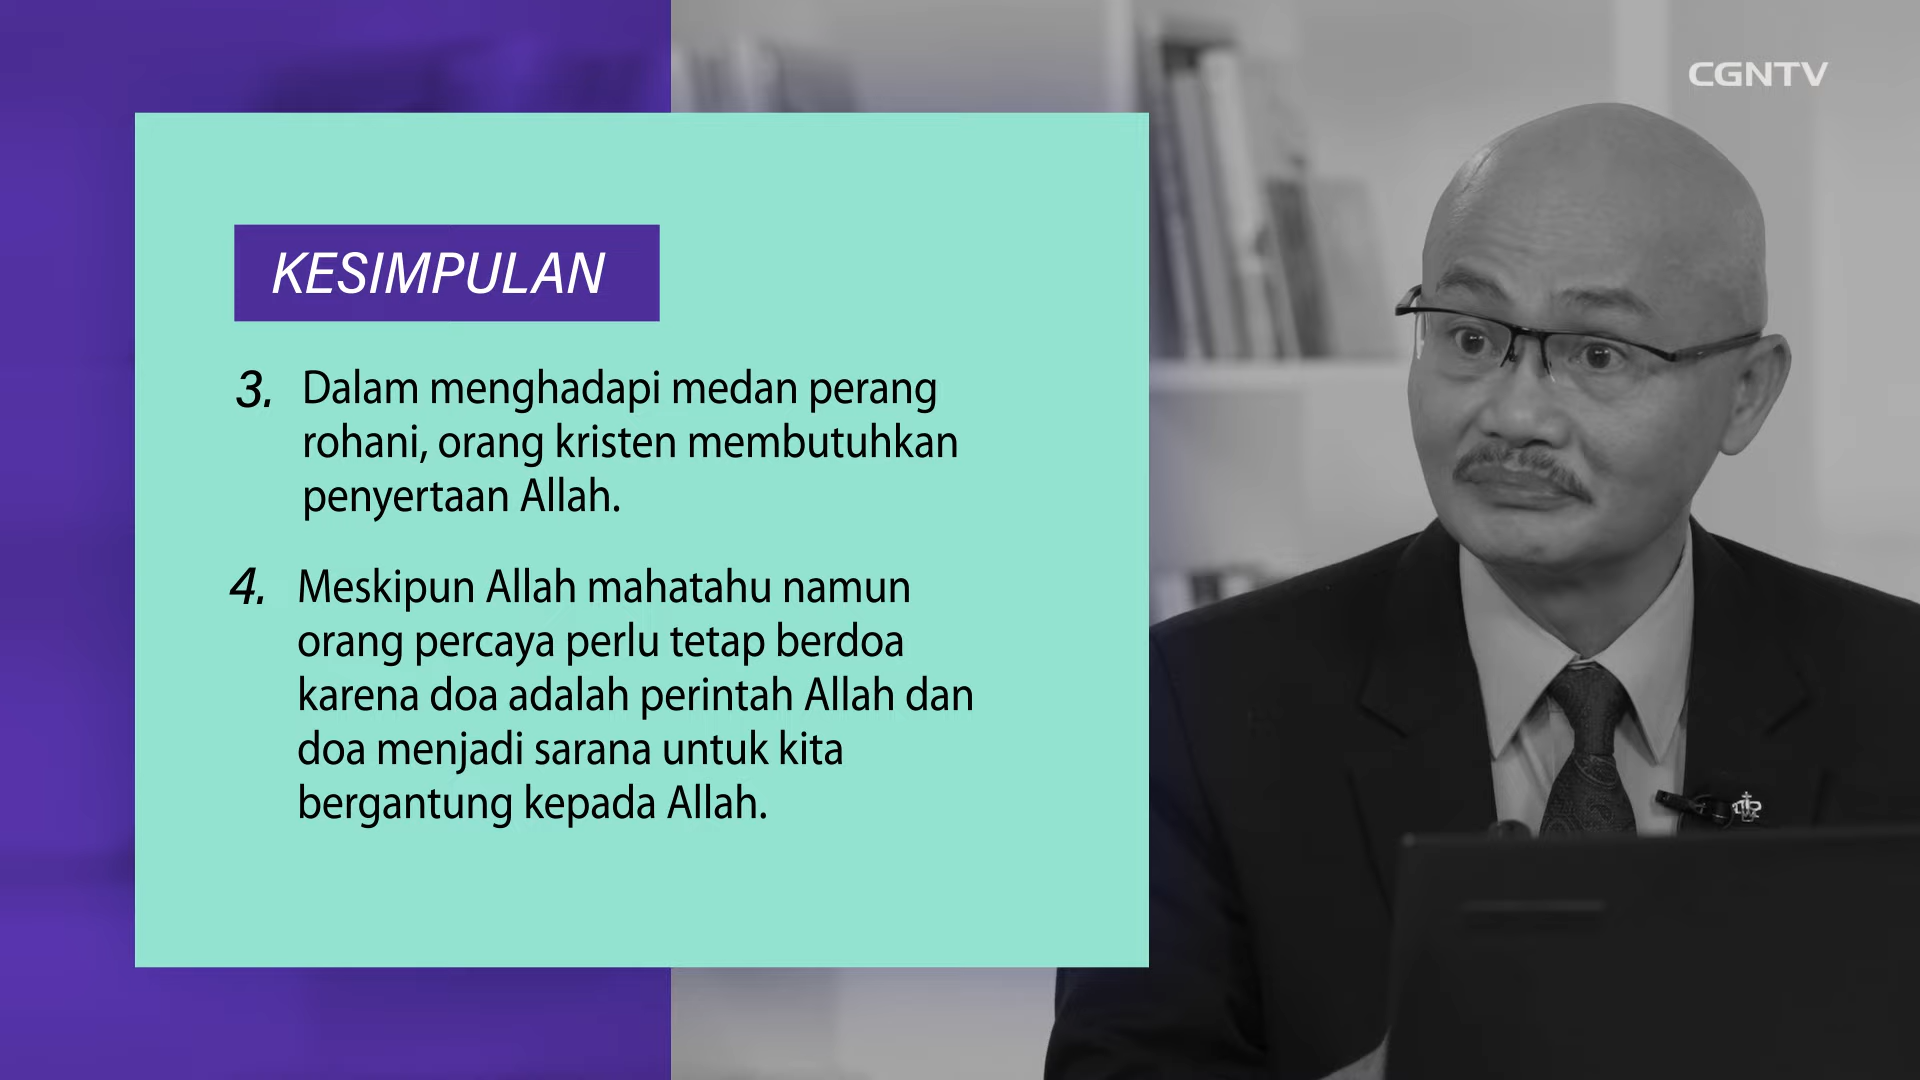 CGNTV
KESIMPULAN
3. Dalam menghadapi medan perang
rohani, orang kristen membutuhkan
penyertaan Allah.
4. Meskipun Allah mahatahu namun
orang percaya perlu tetap berdoa
karena doa adalah perintah Allah dan
doa menjadi sarana untuk kita
bergantung kepada Allah.